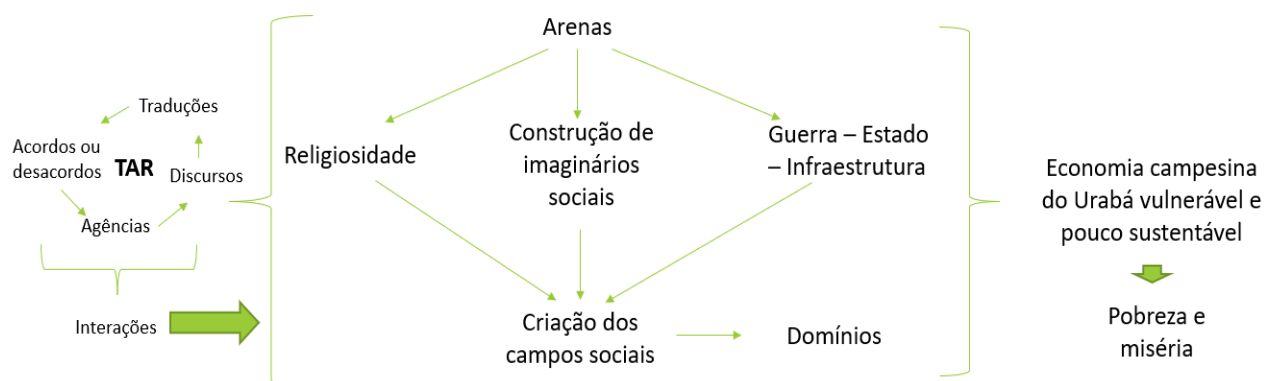 Traduções
Acordos ou
desacordos
TAR
Discursos
Agências
Interações
Arenas
Religiosidade
Construção de
imaginários
sociais
Guerra – Estado
– Infraestrutura
Criação dos
campos sociais
Domínios
Economia campesina
do Urabá vulnerável e
pouco sustentável
Pobreza e
miséria